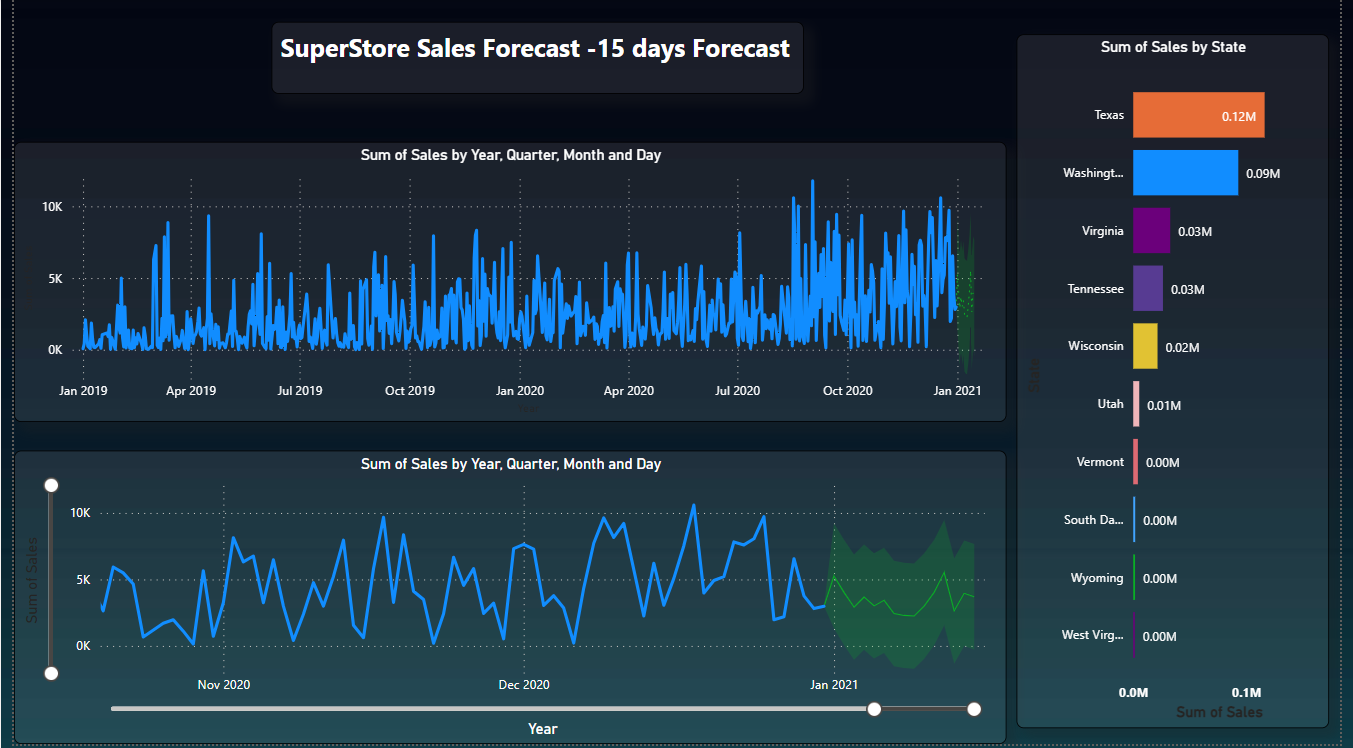 SuperStore Sales Forecast -15 days Forecast
Sum of Sales by Year, Quarter, Month and Day
10K
5K
0K
Jan 2019
Apr 2019
Jul 2019
Oct 2019
Jan 2020
Apr 2020
Jul 2020
Oct 2020
Jan 2021
Sum of Sales by Year, Quarter, Month and Day
Sum of Sales
10K
5K
0K
Nov 2020
Dec 2020
Jan 2021
Year
Sum of Sales by State
State
Texas 0.12M
Washingt... 0.09M
Virginia 0.03M
Tennessee 0.03M
Wisconsin 0.02M
Utah 0.01M
Vermont 0.00M
South Da... 0.00M
Wyoming 0.00M
West Virg... 0.00M
0.0M 0.1M
Sum of Sales